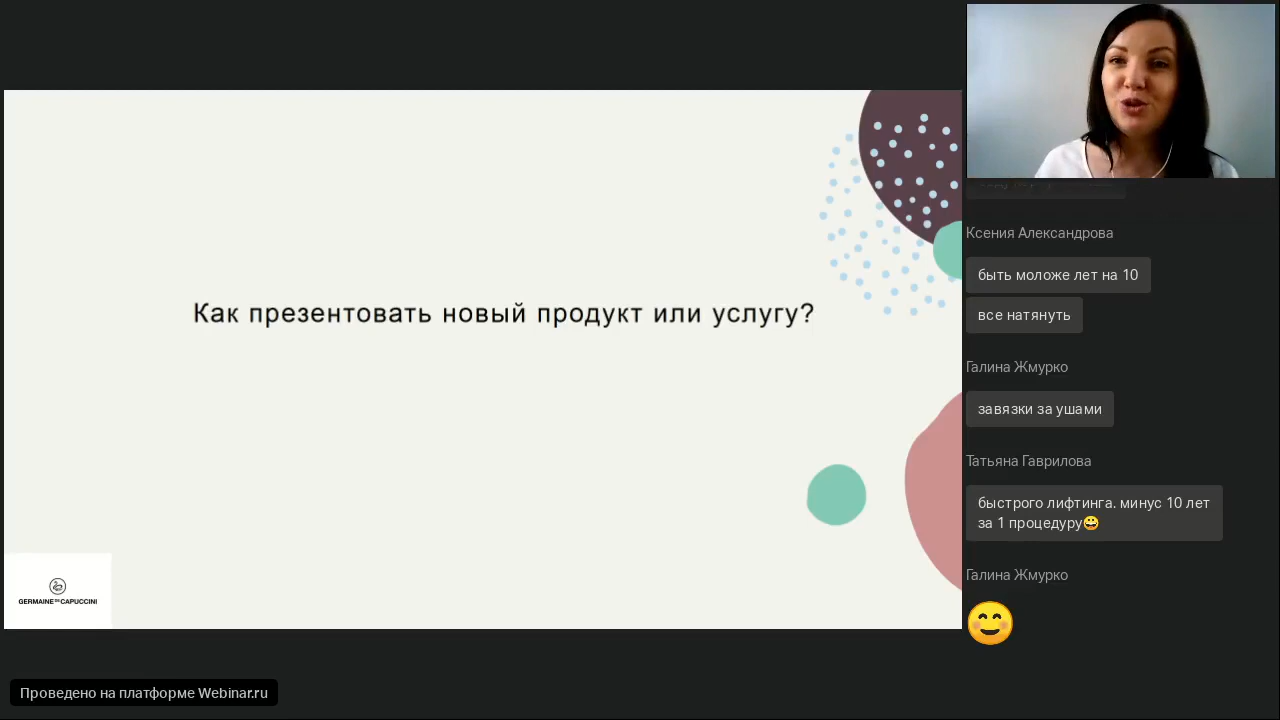 Как презентовать новый продукт или услугу?
GERMAINE DE CAPUCCINI
Ксения Александрова
быть моложе лет на 10
все натянуть
Галина Жмурко
завязки за ушами
Татьяна Гаврилова
быстрого лифтинга. минус 10 лет
за 1 процедуру😀
Галина Жмурко
😊
Проведено на платформе Webinar.ru